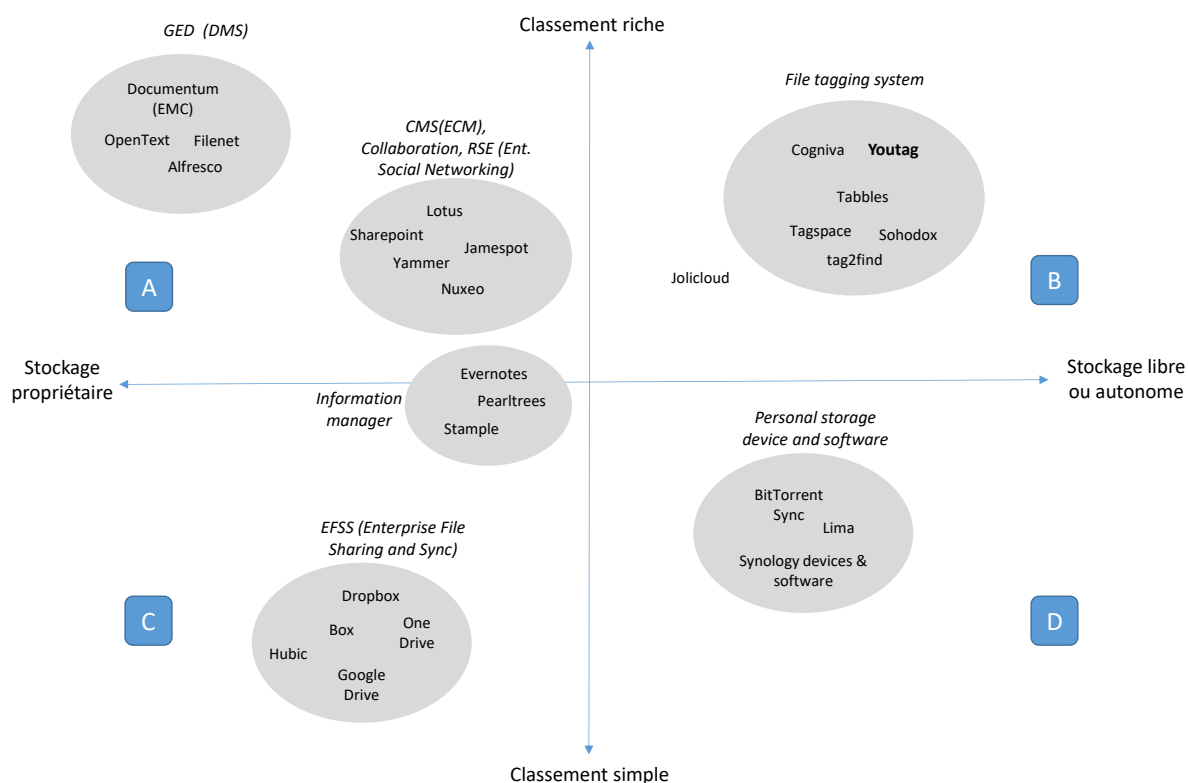 Classement riche
GED  (DMS)
Documentum
(EMC)
OpenText
Filenet
Alfresco
CMS(ECM),
Collaboration, RSE (Ent.
Social Networking)
Lotus
Sharepoint
Jamespot
Yammer
Nuxeo
File tagging system
Cogniva
Youtag
Tabbles
Tagspace
Sohodox
tag2find
Jolicloud
A
B
Stockage
propriétaire
Stockage libre
ou autonome
Information
manager
Evernotes
Pearltrees
Stample
Personal storage
device and software
BitTorrent
Sync
Lima
Synology devices &
software
EFSS (Enterprise File
Sharing and Sync)
Dropbox
Box
One
Drive
Hubic
Google
Drive
C
D
Classement simple